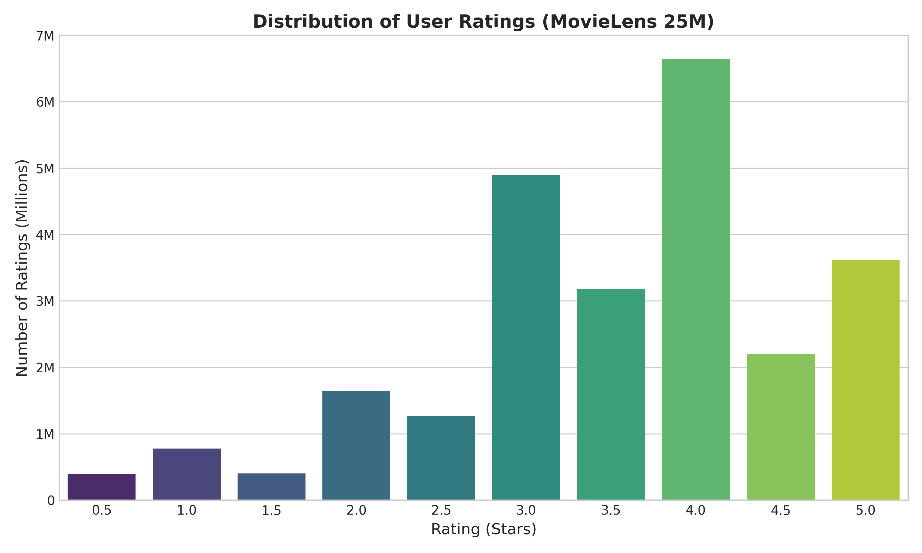 Distribution of User Ratings (MovieLens 25M)
Number of Ratings (Millions)
7M
6M
5M
4M
3M
2M
1M
0
0.5 1.0 1.5 2.0 2.5 3.0 3.5 4.0 4.5 5.0
Rating (Stars)